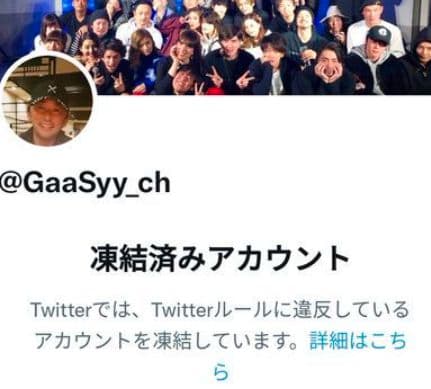 @GaaSyy_ch
凍結済みアカウント
Twitterでは、Twitterルールに違反している
アカウントを凍結しています。詳細はこち
ら